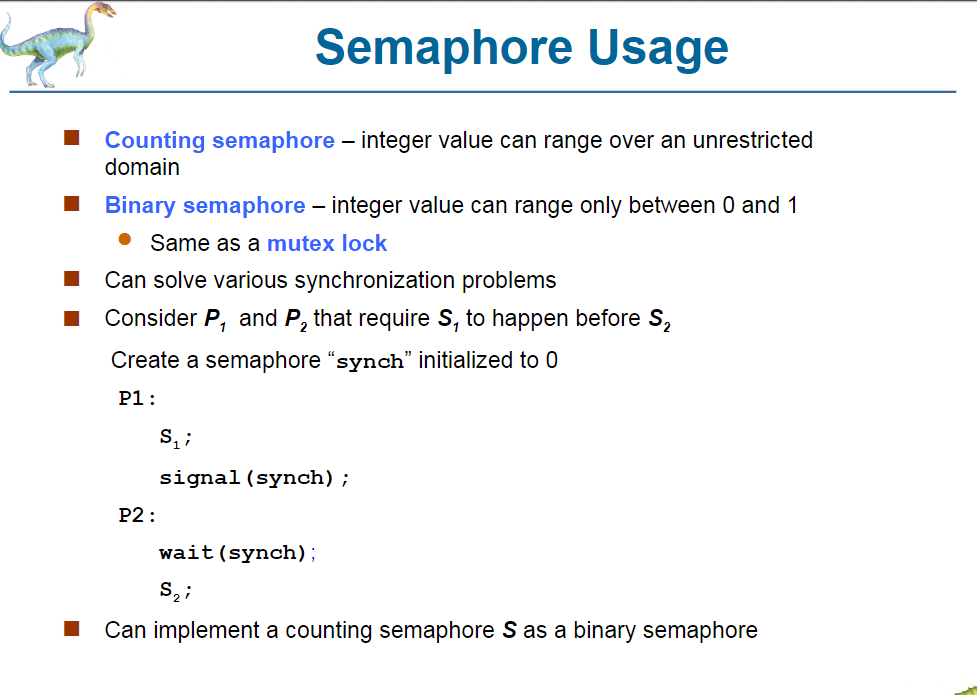 Semaphore Usage
Counting semaphore – integer value can range over an unrestricted
domain
Binary semaphore – integer value can range only between 0 and 1
Same as a mutex lock
Can solve various synchronization problems
Consider P1 and P2 that require S1 to happen before S2
Create a semaphore “synch” initialized to 0
P1:
S1;
signal(synch);
P2:
wait(synch);
S2;
Can implement a counting semaphore S as a binary semaphore